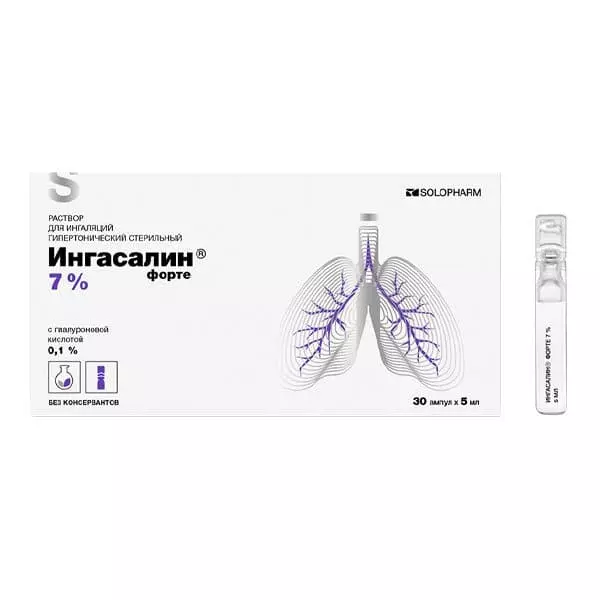 SOLOPHARM
РАСТВОР
ДЛЯ ИНГАЛЯЦИЙ
ГИПЕРТОНИЧЕСКИЙ СТЕРИЛЬНЫЙ
Ингасалин®
форте
7 %
с гиалуроновой
кислотой
0,1 %
БЕЗ КОНСЕРВАНТОВ
30 ампул х 5 мл
ИНГАСАЛИН® ФОРТЕ 7 %
5 МЛ